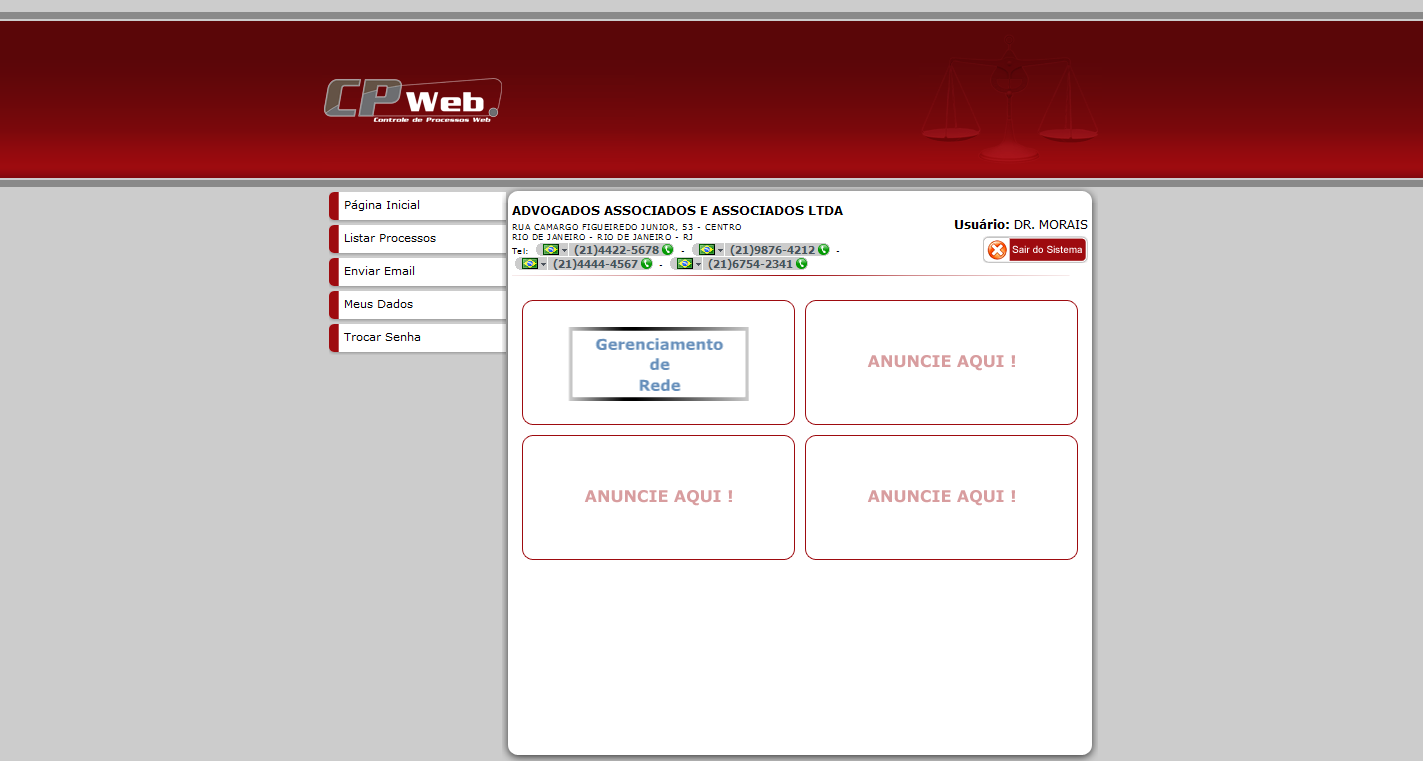 CP Web.
Controle de Processos Web
Página Inicial
Listar Processos
Enviar Email
Meus Dados
Trocar Senha
ADVOGADOS ASSOCIADOS E ASSOCIADOS LTDA
RUA CAMARGO FIGUEIREDO JUNIOR, 53 - CENTRO
RIO DE JANEIRO - RIO DE JANEIRO - RJ
Tel: (21)4422-5678 - (21)9876-4212 -
(21)4444-4567 - (21)6754-2341
Usuário: DR. MORAIS
Sair do Sistema
Gerenciamento
de
Rede
ANUNCIE AQUI !
ANUNCIE AQUI !
ANUNCIE AQUI !